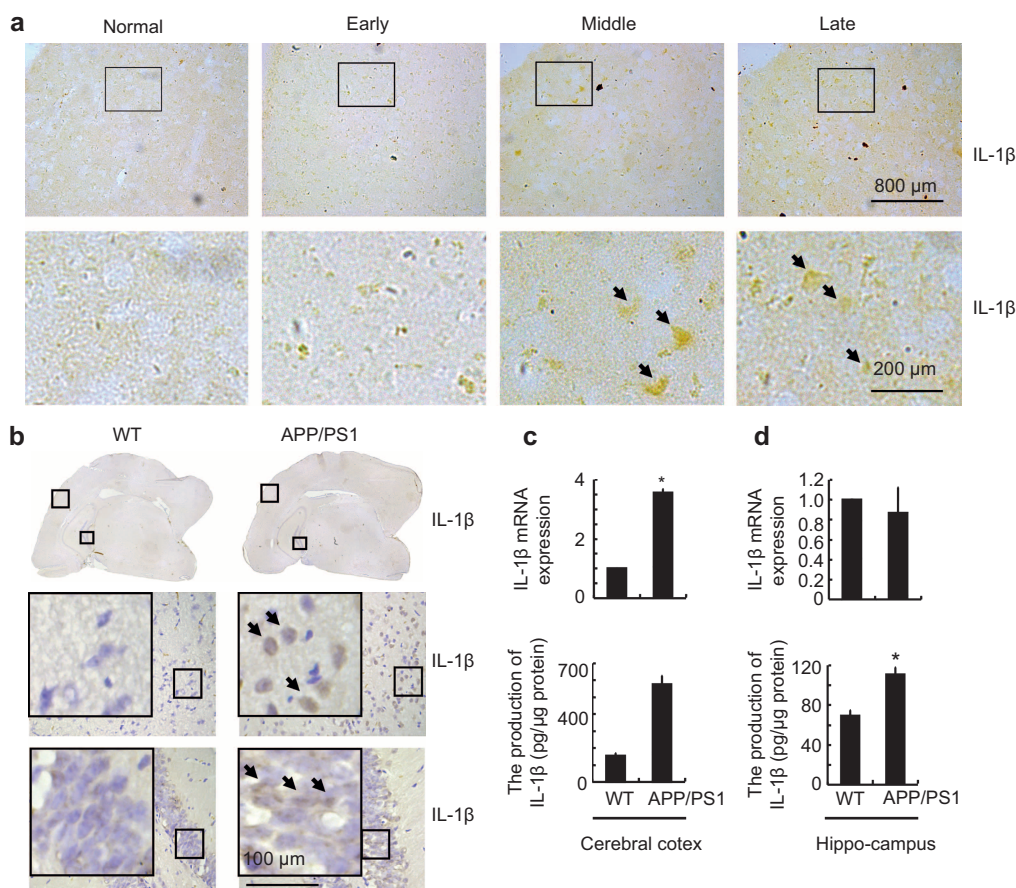 a
Normal Early Middle Late
IL-1β
800 µm
IL-1β
200 µm
b
WT APP/PS1
IL-1β
IL-1β
IL-1β
100 µm
c
IL-1β mRNA
expression
4
2
0
*
The production of
IL-1β (pg/µg protein)
700
400
0
WT APP/PS1
Cerebral cotex
d
IL-1β mRNA
expression
1.2
1.0
0.8
0.6
0.4
0.2
0
The production of
IL-1β (pg/µg protein)
120
80
40
0
*
WT APP/PS1
Hippo-campus